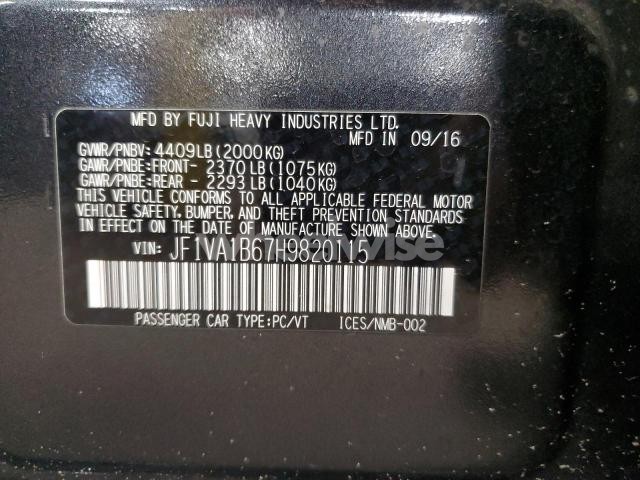 MFD BY FUJI HEAVY INDUSTRIES LTD.
MFD IN 09/16
GVWR/PNBV: 4409LB(2000KG)
GAWR/PNBE:FRONT- 2370LB(1075KG)
GAWR/PNBE:REAR - 2293LB(1040KG)
THIS VEHICLE CONFORMS TO ALL APPLICABLE FEDERAL MOTOR
VEHICLE SAFETY, BUMPER, AND THEFT PREVENTION STANDARDS
IN EFFECT ON THE DATE OF MANUFACTURE SHOWN ABOVE.
VIN: JF1VA1B67H9820115
PASSENGER CAR TYPE:PC/VT ICES/NMB-002